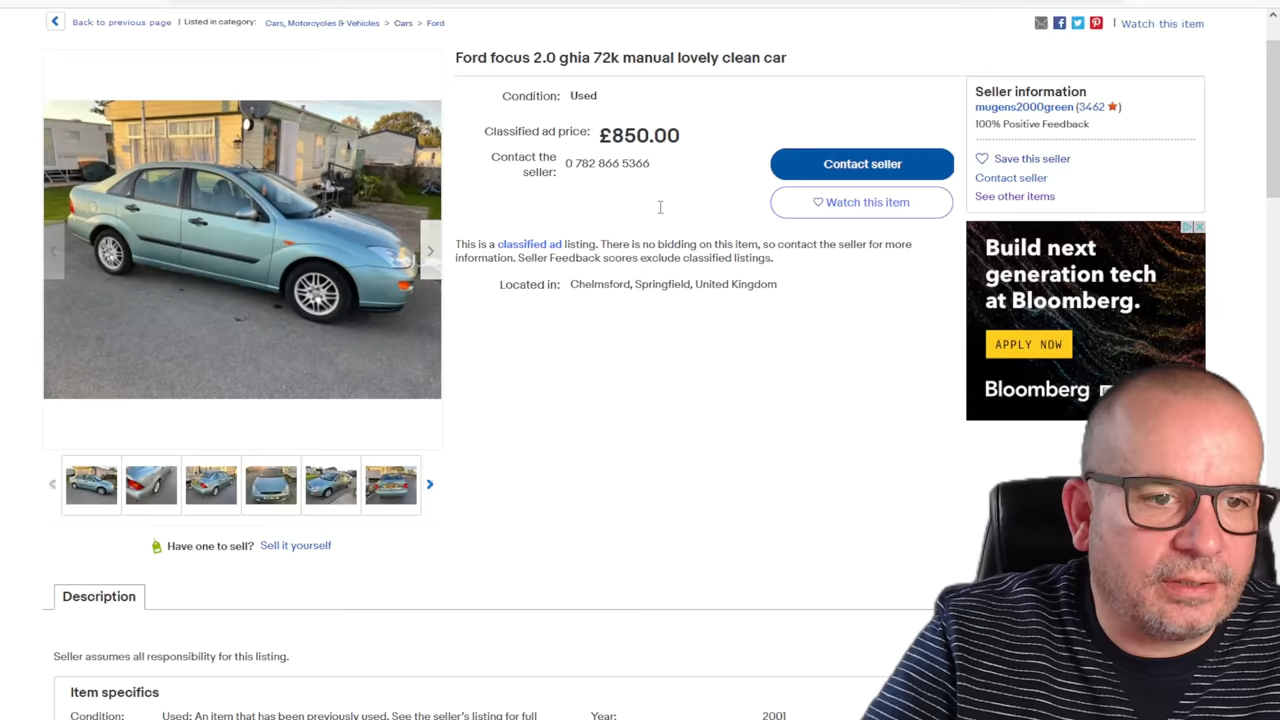 Back to previous page | Listed in category: Cars, Motorcycles & Vehicles > Cars > Ford
| Watch this item
Ford focus 2.0 ghia 72k manual lovely clean car
Condition: Used
Classified ad price: £850.00
Contact the seller: 0 782 866 5366
Contact seller
Watch this item
This is a classified ad listing. There is no bidding on this item, so contact the seller for more
information. Seller Feedback scores exclude classified listings.
Located in: Chelmsford, Springfield, United Kingdom
Seller information
mugens2000green (3462 )
100% Positive Feedback
Save this seller
Contact seller
See other items
Build next
generation tech
at Bloomberg.
APPLY NOW
Bloomberg
Have one to sell? Sell it yourself
Description
Seller assumes all responsibility for this listing.
Item specifics
Condition: Used: An item that has been previously used. See the seller's listing for full
Year: 2001